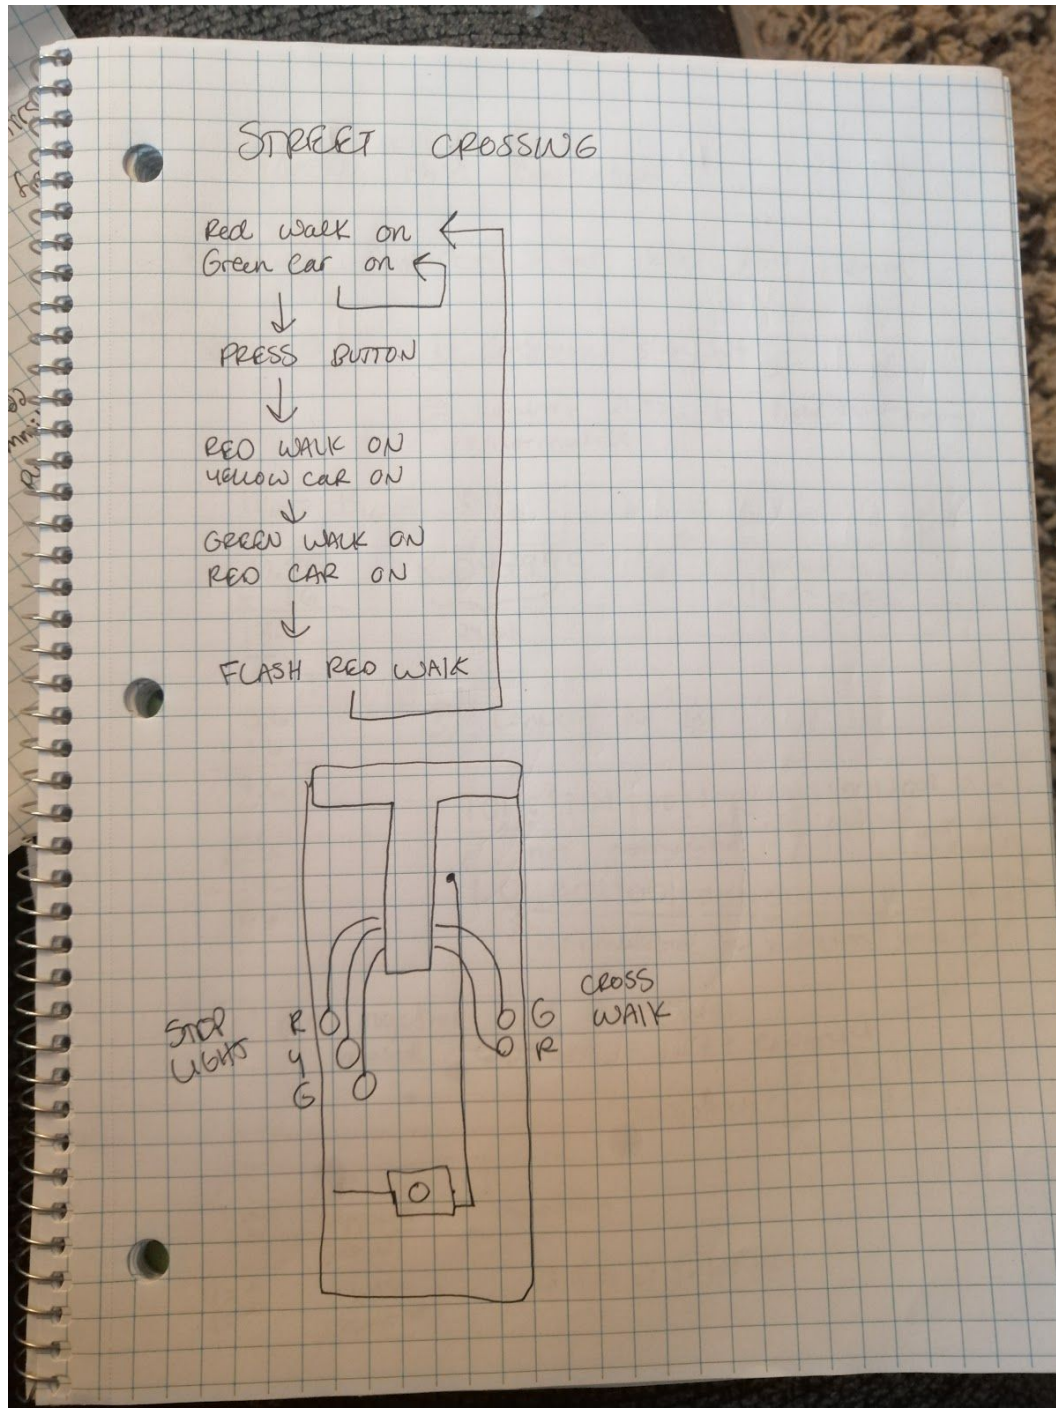 STREET CROSSING
Red Walk on
Green Car on
PRESS BUTTON
RED WALK ON
YELLOW CAR ON
GREEN WALK ON
RED CAR ON
FLASH RED WALK
STOP
LIGHT
R
Y
G
CROSS
WALK
G
R